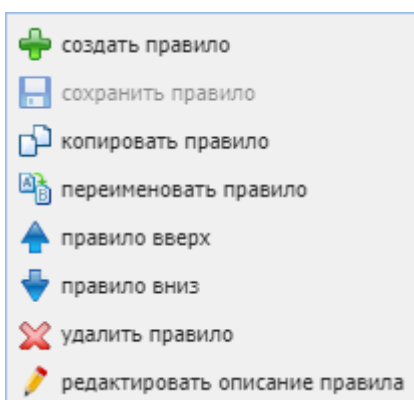 создать правило
сохранить правило
копировать правило
переименовать правило
правило вверх
правило вниз
удалить правило
редактировать описание правила